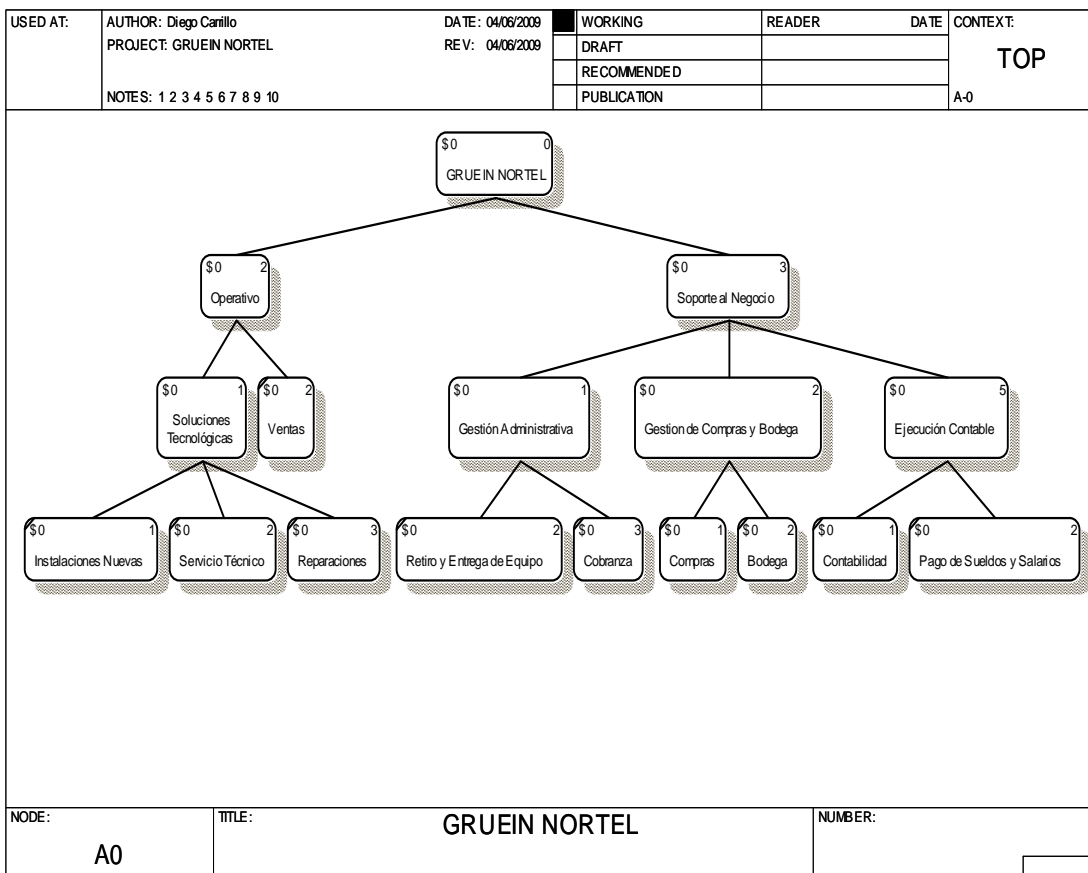 USED AT:
AUTHOR: Diego Carrillo
DATE: 04/06/2009
PROJECT: GRUEIN NORTEL
REV: 04/06/2009
NOTES: 1 2 3 4 5 6 7 8 9 10
WORKING
DRAFT
RECOMMENDED
PUBLICATION
READER DATE
CONTEXT:
TOP
A-0
$0 0
GRUEIN NORTEL
$0 2
Operativo
$0 3
Soporte al Negocio
$0 1
Soluciones
Tecnológicas
$0 2
Ventas
$0 1
Gestión Administrativa
$0 2
Gestion de Compras y Bodega
$0 5
Ejecución Contable
$0 1
Instalaciones Nuevas
$0 2
Servicio Técnico
$0 3
Reparaciones
$0 2
Retiro y Entrega de Equipo
$0 3
Cobranza
$0 1
Compras
$0 2
Bodega
$0 1
Contabilidad
$0 2
Pago de Sueldos y Salarios
NODE:
A0
TITLE:
GRUEIN NORTEL
NUMBER: